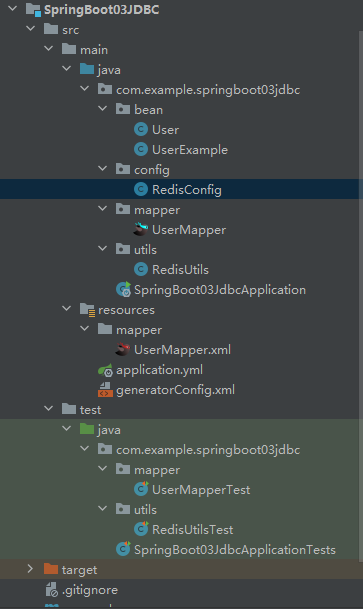 SpringBoot03JDBC
src
main
java
com.example.springboot03jdbc
bean
User
UserExample
config
RedisConfig
mapper
UserMapper
utils
RedisUtils
SpringBoot03JdbcApplication
resources
mapper
UserMapper.xml
application.yml
generatorConfig.xml
test
java
com.example.springboot03jdbc
mapper
UserMapperTest
utils
RedisUtilsTest
SpringBoot03JdbcApplicationTests
target
.gitignore